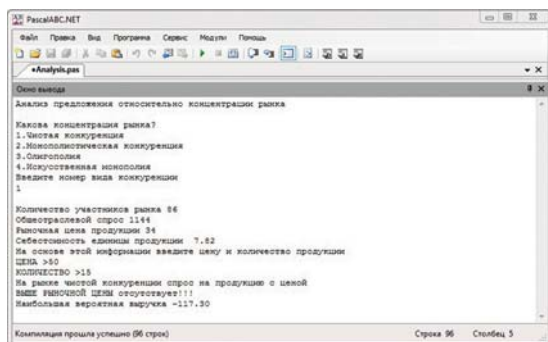 PascalABC.NET
Файл Правка Вид Программа Сервис Модули Помощь
•Analysis.pas
Окно вывода
Анализ предложения относительно концентрации рынка
Какова концентрация рынка?
1.Чистая конкуренция
2.Монополистическая конкуренция
3.Олигополия
4.Искусственная монополия
Введите номер вида конкуренции
1
Количество участников рынка 86
Общеотраслевой спрос 1144
Рыночная цена продукции 34
Себестоимость единицы продукции 7.82
На основе этой информации введите цену и количество продукции
ЦЕНА >50
КОЛИЧЕСТВО >15
На рынке чистой конкуренции спрос на продукцию с ценой
ВЫШЕ РЫНОЧНОЙ ЦЕНЫ отсутствует!!!
Наибольшая вероятная выручка -117.30
Компиляция прошла успешно (96 строк)
Строка 96 Столбец 5